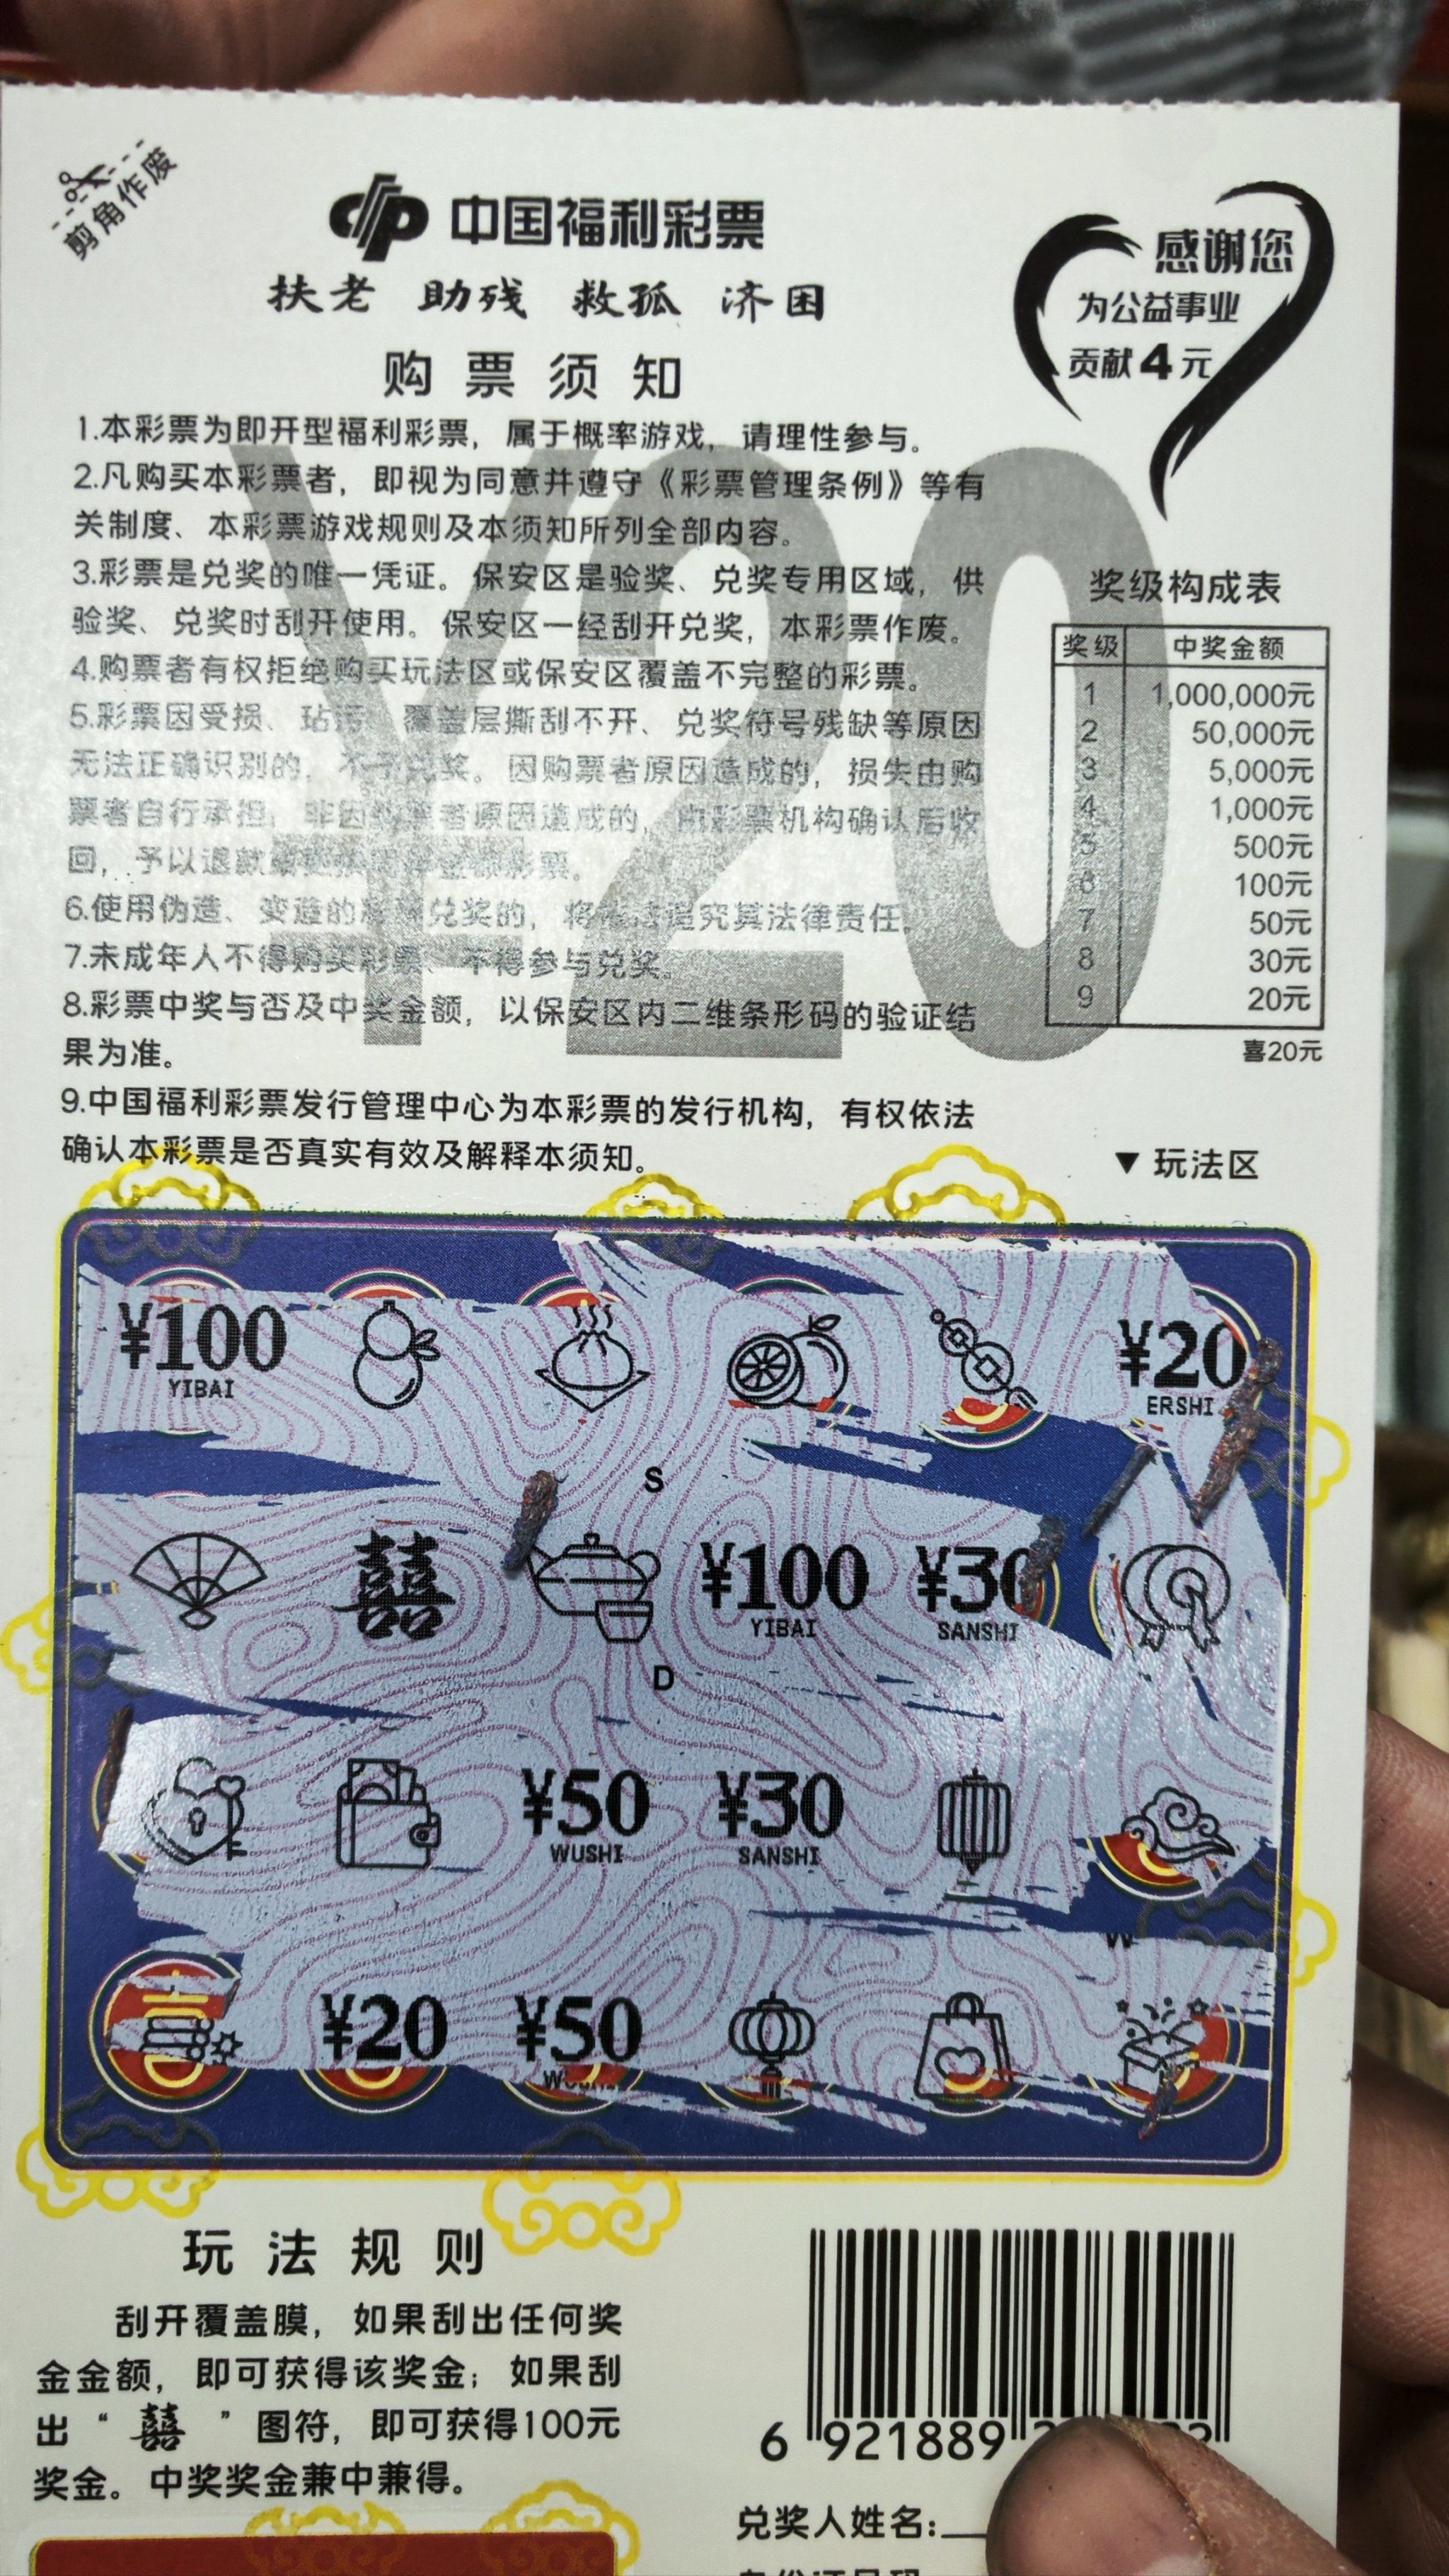 剪角作废
中国福利彩票
扶老 助残 救孤 济困
感谢您
为公益事业
贡献4元
购票须知
1.本彩票为即开型福利彩票，属于概率游戏，请理性参与。
2.凡购买本彩票者，即视为同意并遵守《彩票管理条例》等有
关制度、本彩票游戏规则及本须知所列全部内容。
3.彩票是兑奖的唯一凭证。保安区是验奖、兑奖专用区域，供
验奖、兑奖时刮开使用。保安区一经刮开兑奖，本彩票作废。
4.购票者有权拒绝购买玩法区或保安区覆盖不完整的彩票。
5.彩票因受损、玷污、覆盖层撕刮不开、兑奖符号残缺等原因
无法正确识别的，不予兑奖。因购票者原因造成的，损失由购
票者自行承担；非因购票者原因造成的，由彩票机构确认后收
回，予以退款
彩票。
6.使用伪造、变造的彩票兑奖的，将依法追究其法律责任。
7.未成年人不得购买彩票、不得参与兑奖。
8.彩票中奖与否及中奖金额，以保安区内二维条形码的验证结
果为准。
9.中国福利彩票发行管理中心为本彩票的发行机构，有权依法
确认本彩票是否真实有效及解释本须知。
¥20
奖级构成表
奖级 中奖金额
1 1,000,000元
2 50,000元
3 5,000元
4 1,000元
5 500元
6 100元
7 50元
8 30元
9 20元
喜20元
▼玩法区
¥100 ¥20
YIBAI ERSHI
S
囍 ¥100 ¥30
YIBAI SANSHI
D
¥50 ¥30
WUSHI SANSHI
W
¥20 ¥50
玩法规则
刮开覆盖膜，如果刮出任何奖
金金额，即可获得该奖金；如果刮
出“囍”图符，即可获得100元
奖金。中奖奖金兼中兼得。
6 921889
兑奖人姓名: